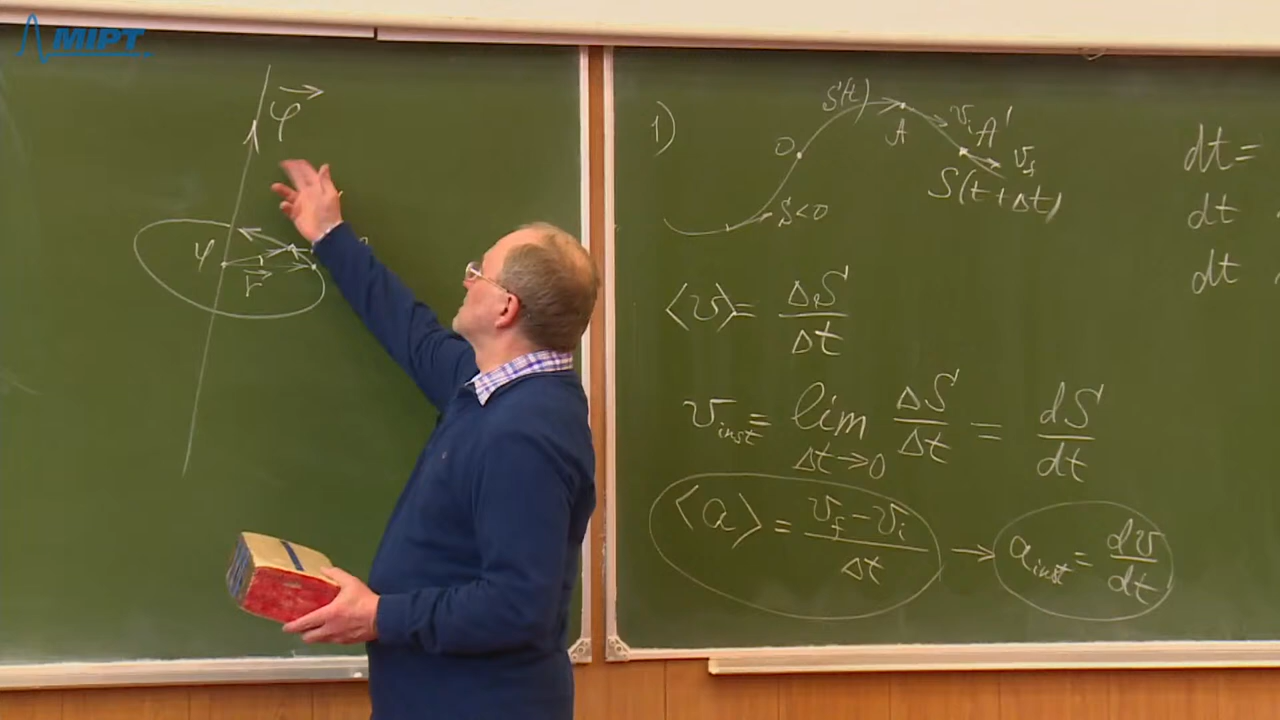 MIPT
φ⃗
φ
r⃗
1)
S(t)
O
A
v_i
A'
v_f
S(t+Δt)
S<0
⟨v⟩ = ΔS/Δt
v_inst = lim Δt→0 ΔS/Δt = dS/dt
⟨a⟩ = (v_f − v_i)/Δt → a_inst = dv/dt
dt =
dt
dt